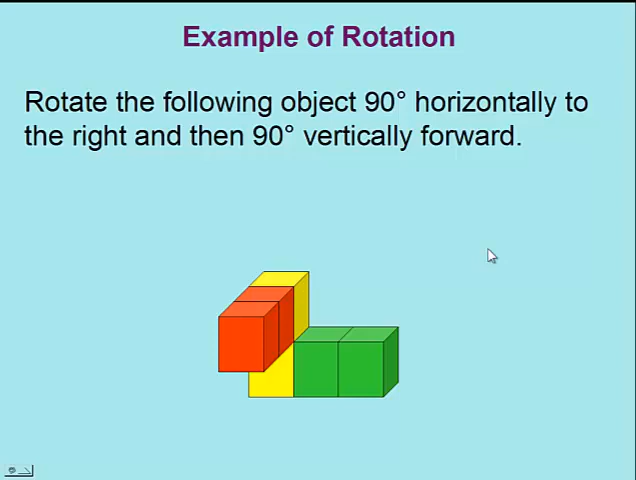 Example of Rotation
Rotate the following object 90° horizontally to
the right and then 90° vertically forward.